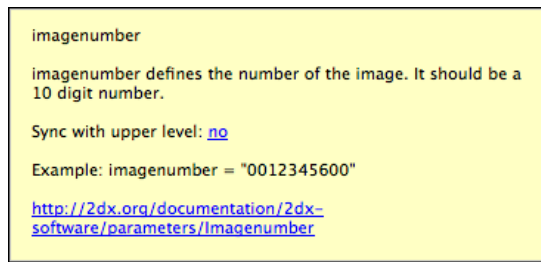 imagenumber
imagenumber defines the number of the image. It should be a
10 digit number.
Sync with upper level: no
Example: imagenumber = "0012345600"
http://2dx.org/documentation/2dx-
software/parameters/Imagenumber